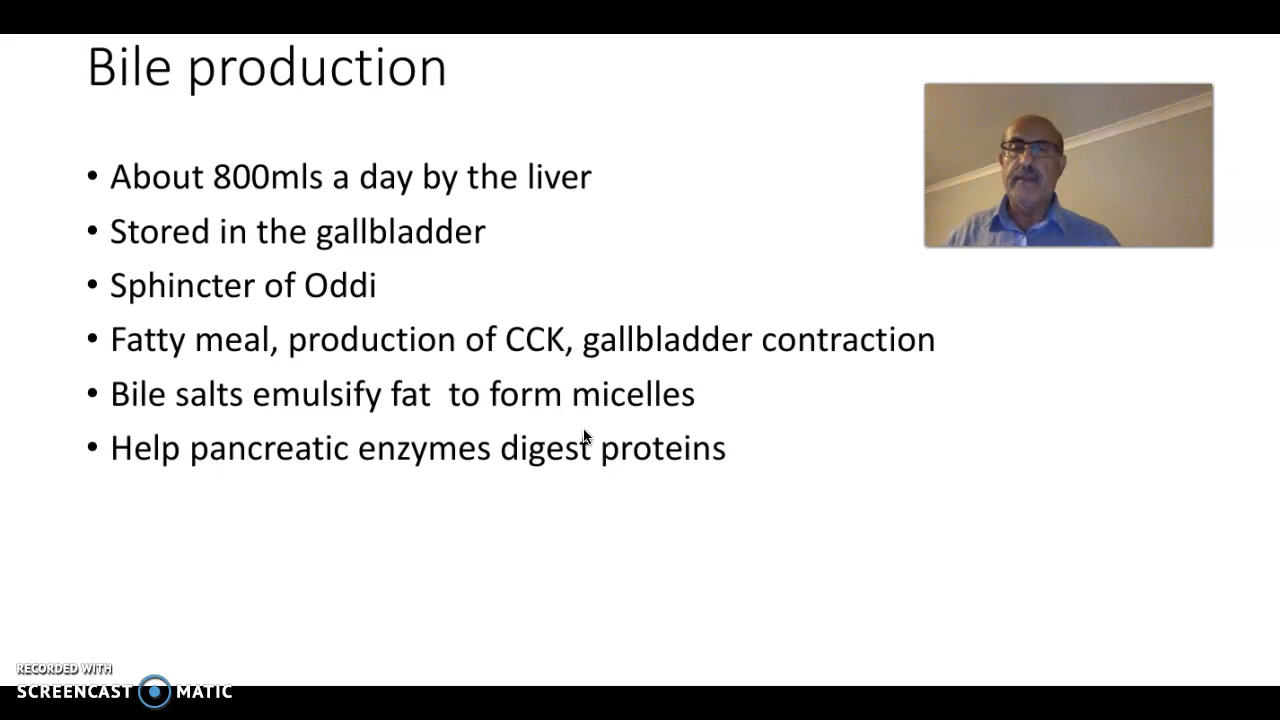 Bile production
• About 800mls a day by the liver
• Stored in the gallbladder
• Sphincter of Oddi
• Fatty meal, production of CCK, gallbladder contraction
• Bile salts emulsify fat  to form micelles
• Help pancreatic enzymes digest proteins
RECORDED WITH
SCREENCAST MATIC